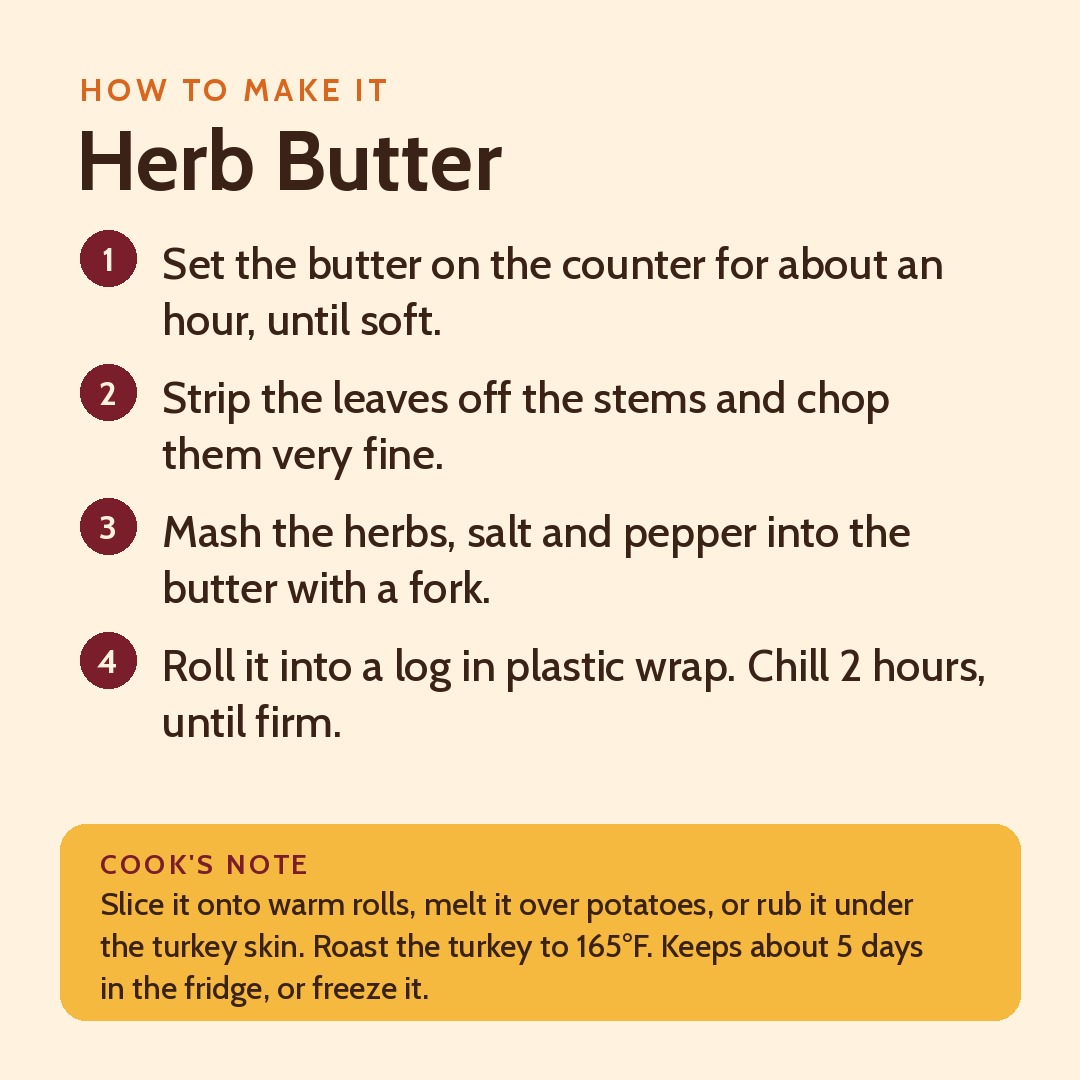 HOW TO MAKE IT
Herb Butter
1 Set the butter on the counter for about an
hour, until soft.
2 Strip the leaves off the stems and chop
them very fine.
3 Mash the herbs, salt and pepper into the
butter with a fork.
4 Roll it into a log in plastic wrap. Chill 2 hours,
until firm.
COOK'S NOTE
Slice it onto warm rolls, melt it over potatoes, or rub it under
the turkey skin. Roast the turkey to 165°F. Keeps about 5 days
in the fridge, or freeze it.